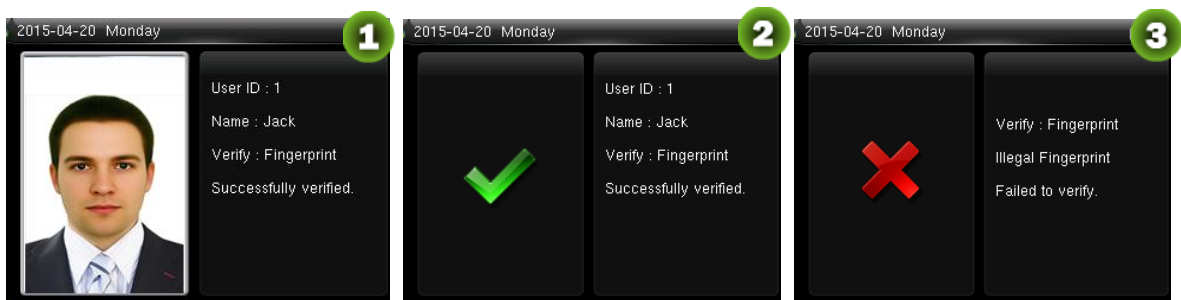 2015-04-20 Monday
1
User ID : 1
Name : Jack
Verify : Fingerprint
Successfully verified.
2015-04-20 Monday
2
User ID : 1
Name : Jack
Verify : Fingerprint
Successfully verified.
2015-04-20 Monday
3
Verify : Fingerprint
Illegal Fingerprint
Failed to verify.